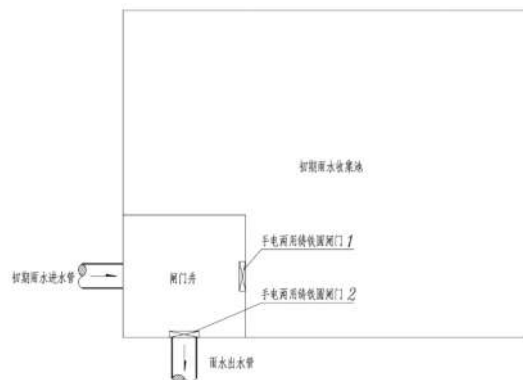 初期雨水收集池
手电两用铸铁圆闸门1
初期雨水进水管
闸门井
手电两用铸铁圆闸门2
雨水出水管